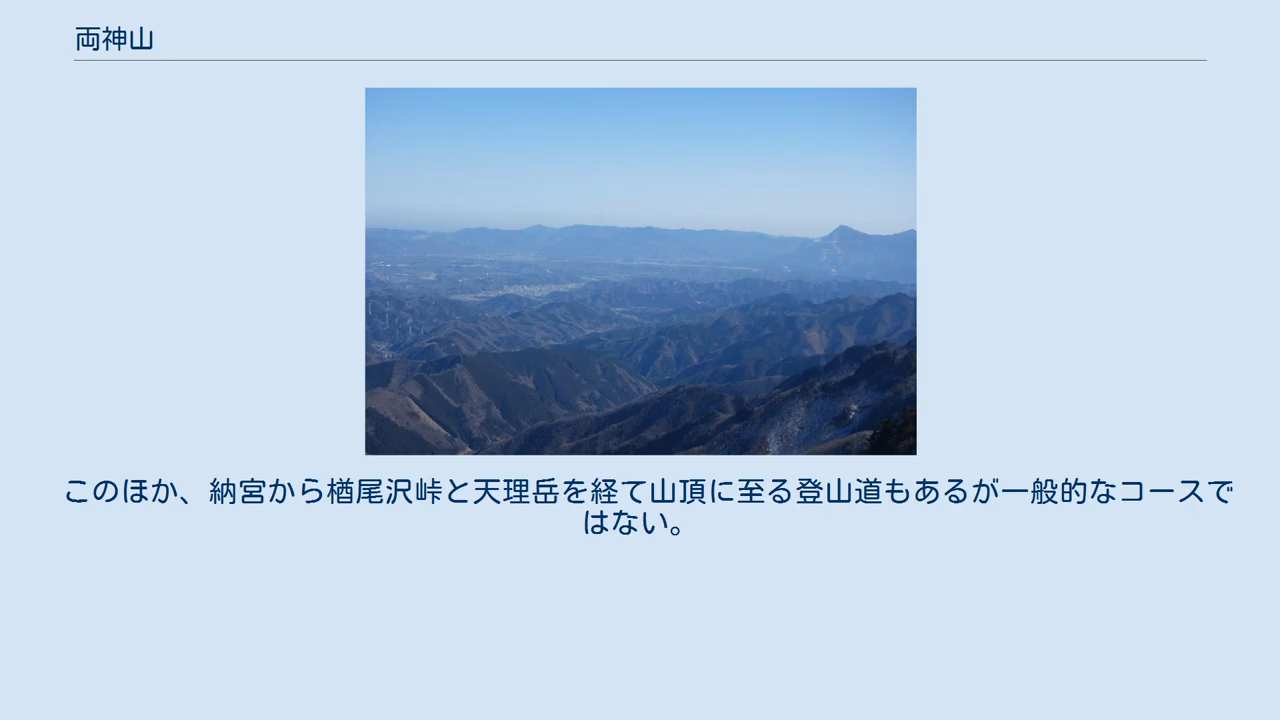 両神山
このほか、納宮から楢尾沢峠と天理岳を経て山頂に至る登山道もあるが一般的なコースで
はない。